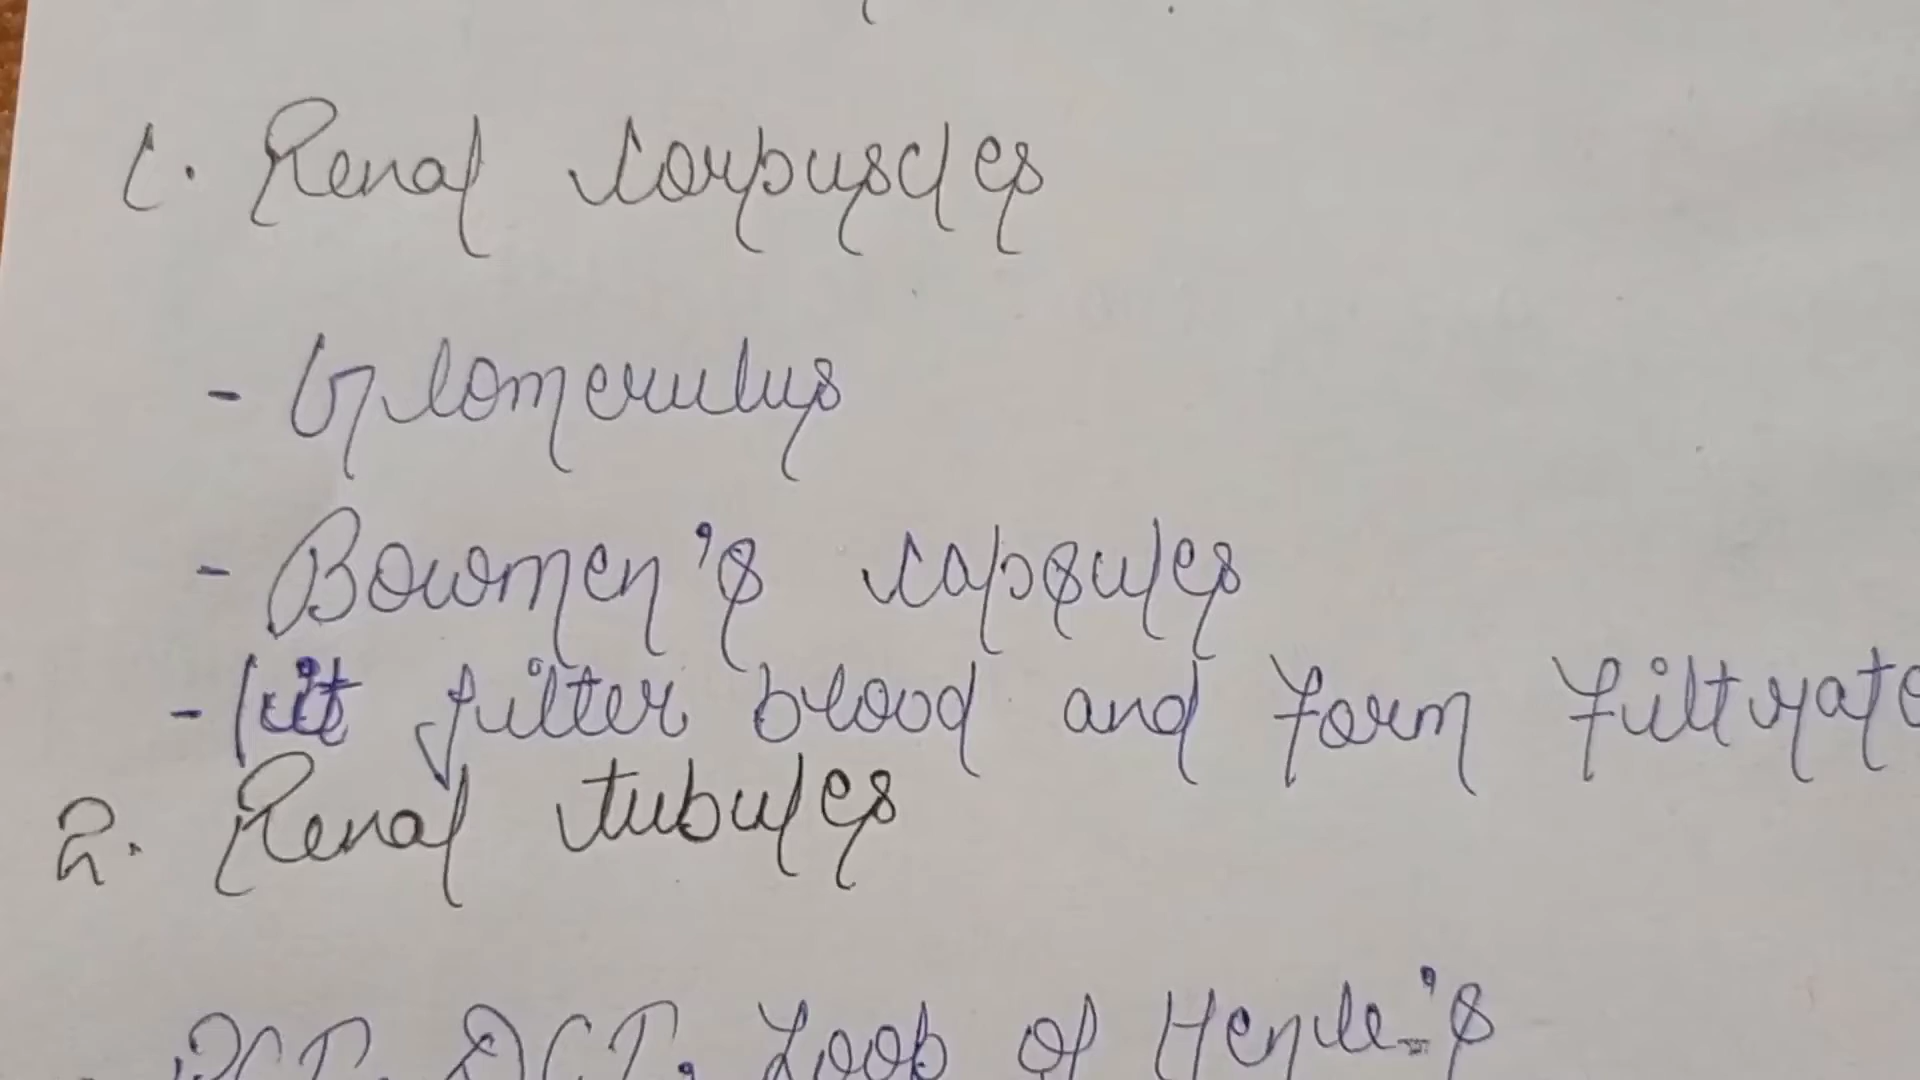 1. Renal corpuscles
- Glomerulus
- Bowmen's capsules
- it filter blood and form filtrate
2. Renal tubules
PCT, DCT, Loop of Henle's